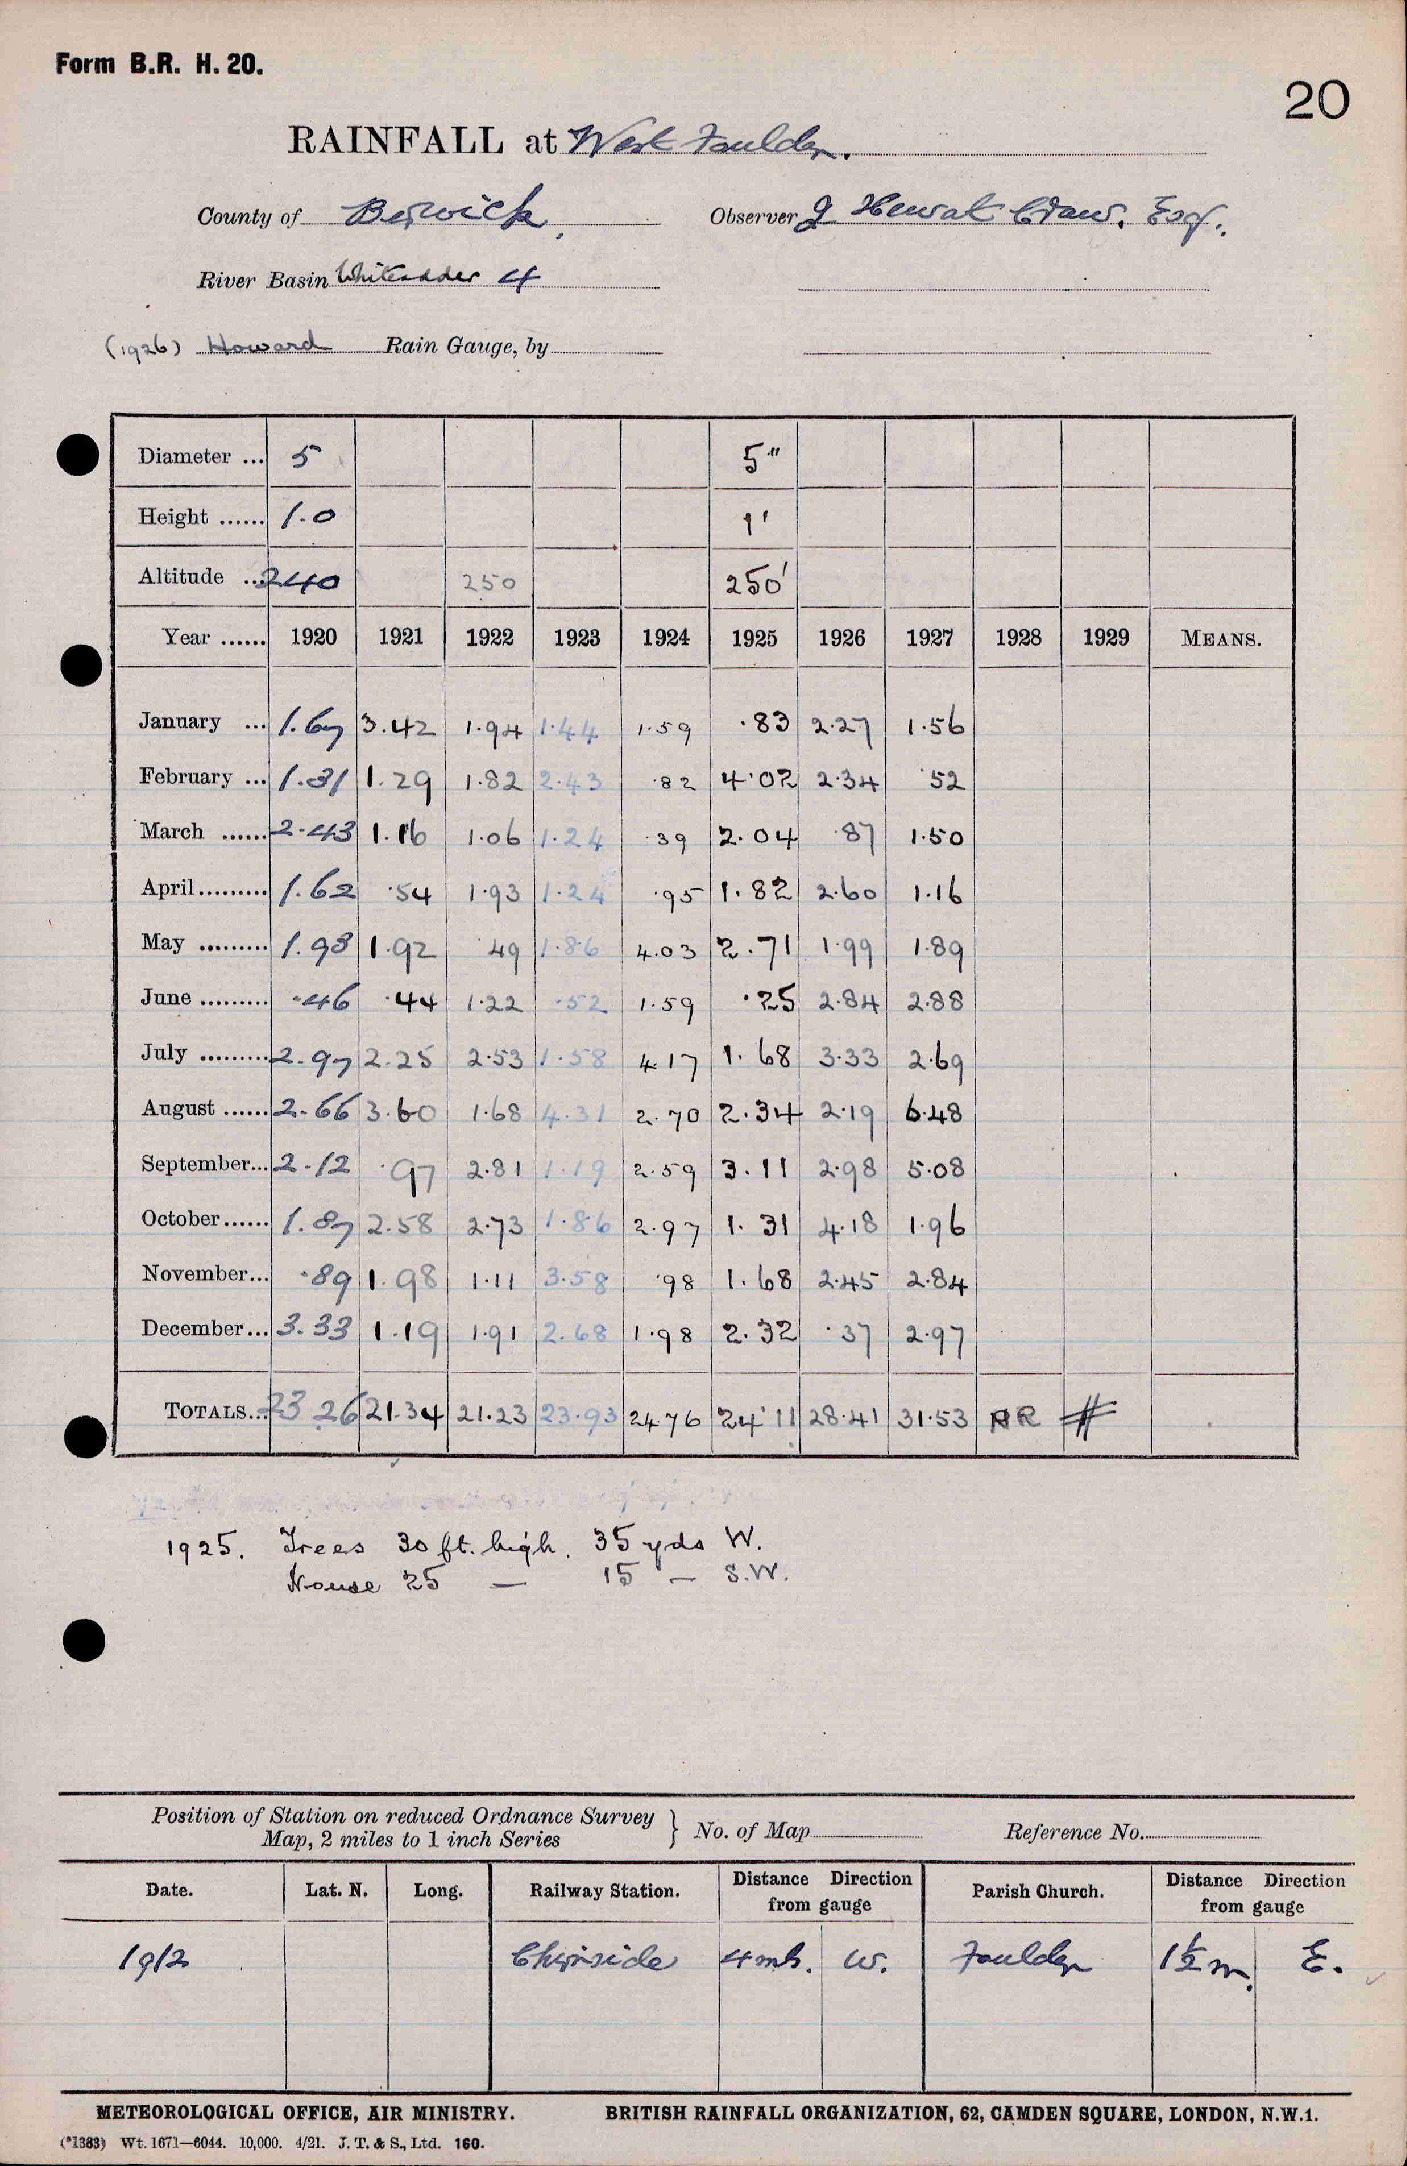 Form B.R. H. 20.
20
RAINFALL at West Foulden.
County of Berwick. Observer J Hewat Craw. Esq.
River Basin Whiteadder 4
(1926) Howard Rain Gauge, by
Diameter ... 5 5"
Height ...... 1.0 1'
Altitude ... 240 250 250'
Year ...... 1920 1921 1922 1923 1924 1925 1926 1927 1928 1929 MEANS.
January ... 1.67 3.42 1.94 1.44 1.59 .83 2.27 1.56
February ... 1.31 1.29 1.82 2.43 .82 4.02 2.34 .52
March ...... 2.43 1.16 1.06 1.24 .39 2.04 .87 1.50
April......... 1.62 .54 1.93 1.24 .95 1.82 2.60 1.16
May ......... 1.93 1.92 .49 1.86 4.03 2.71 1.99 1.89
June ......... .46 .44 1.22 .52 1.59 .25 2.84 2.88
July ......... 2.97 2.25 2.53 1.58 4.17 1.68 3.33 2.69
August ...... 2.66 3.60 1.68 4.31 2.70 2.34 2.19 6.48
September... 2.12 .97 2.81 1.19 2.59 3.11 2.98 5.08
October...... 1.87 2.58 2.73 1.86 2.97 1.31 4.18 1.96
November... .89 1.98 1.11 3.58 .98 1.68 2.45 2.84
December... 3.33 1.19 1.91 2.68 1.98 2.32 .37 2.97
TOTALS... 23.26 21.34 21.23 23.93 24.76 24.11 28.41 31.53 RR #
1925. Trees 30 ft. high. 35 yds W.
House 25 — 15 — S.W.
Position of Station on reduced Ordnance Survey
Map, 2 miles to 1 inch Series } No. of Map Reference No.
Date. Lat. N. Long. Railway Station. Distance Direction from gauge Parish Church. Distance Direction from gauge
1912 Chirnside 4 mls. W. Foulden 1½ m. E.
METEOROLOGICAL OFFICE, AIR MINISTRY. BRITISH RAINFALL ORGANIZATION, 62, CAMDEN SQUARE, LONDON, N.W.1.
(*1383) Wt. 1671—6044. 10,000. 4/21. J. T. & S., Ltd. 160.